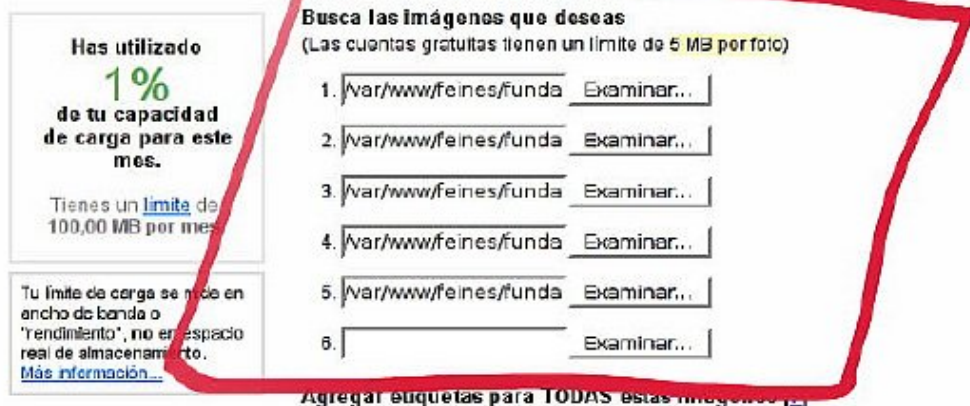 Has utilizado
1%
de tu capacidad
de carga para este
mes.
Tienes un límite de
100,00 MB por mes
Tu límite de carga se mide en
ancho de banda o
"rendimiento", no en espacio
real de almacenamiento.
Más información...
Busca las imágenes que deseas
(Las cuentas gratuitas tienen un límite de 5 MB por foto)
1. /var/www/feines/funda Examinar...
2. /var/www/feines/funda Examinar...
3. /var/www/feines/funda Examinar...
4. /var/www/feines/funda Examinar...
5. /var/www/feines/funda Examinar...
6. Examinar...
Agregar etiquetas para TODAS estas imágenes [?]